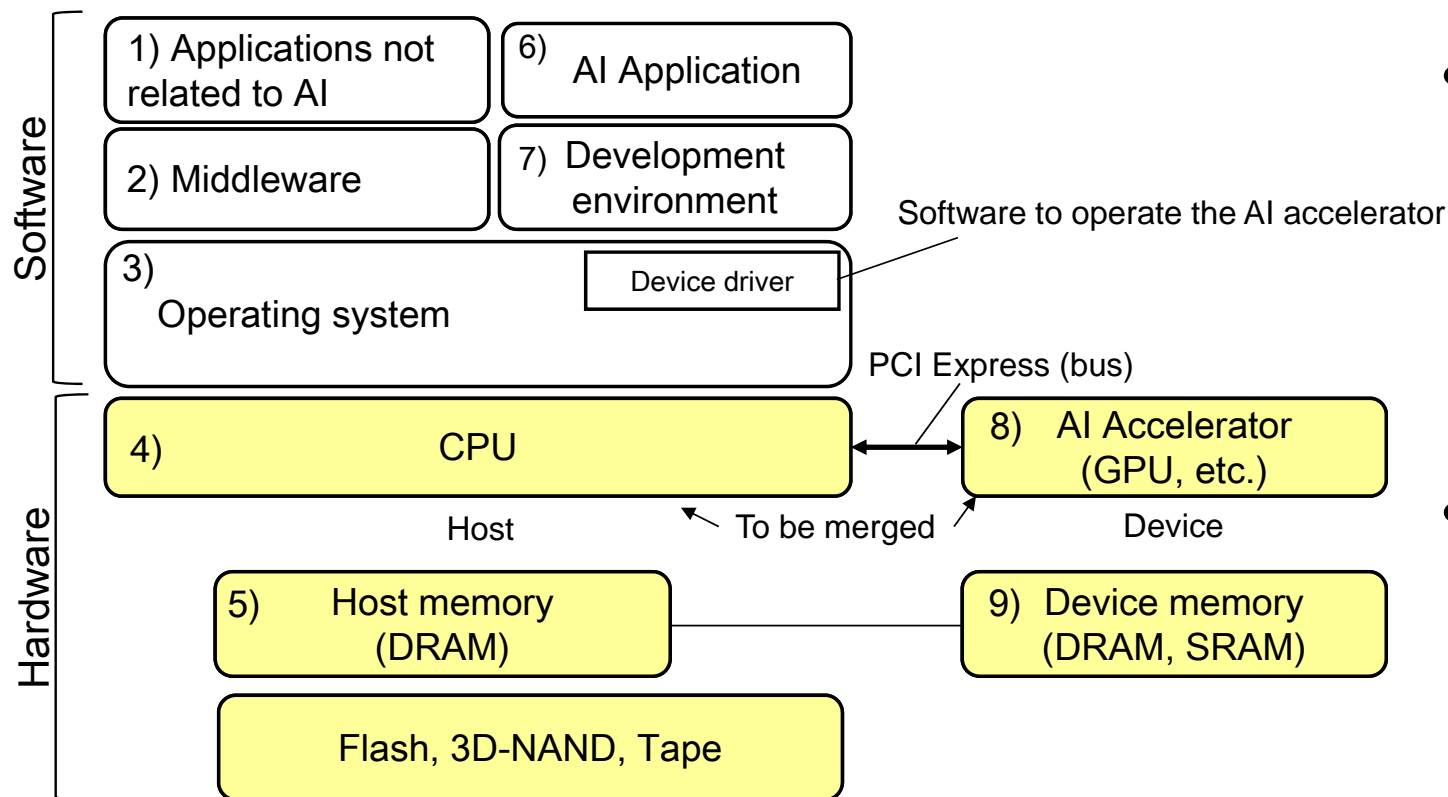 Software
1) Applications not
related to AI
6)
AI Application
2) Middleware
7) Development
environment
Software to operate the AI accelerator
3)
Device driver
Operating system
PCI Express (bus)
Hardware
4)
CPU
8) AI Accelerator
(GPU, etc.)
Host
To be merged
Device
5) Host memory
(DRAM)
9) Device memory
(DRAM, SRAM)
Flash, 3D-NAND, Tape